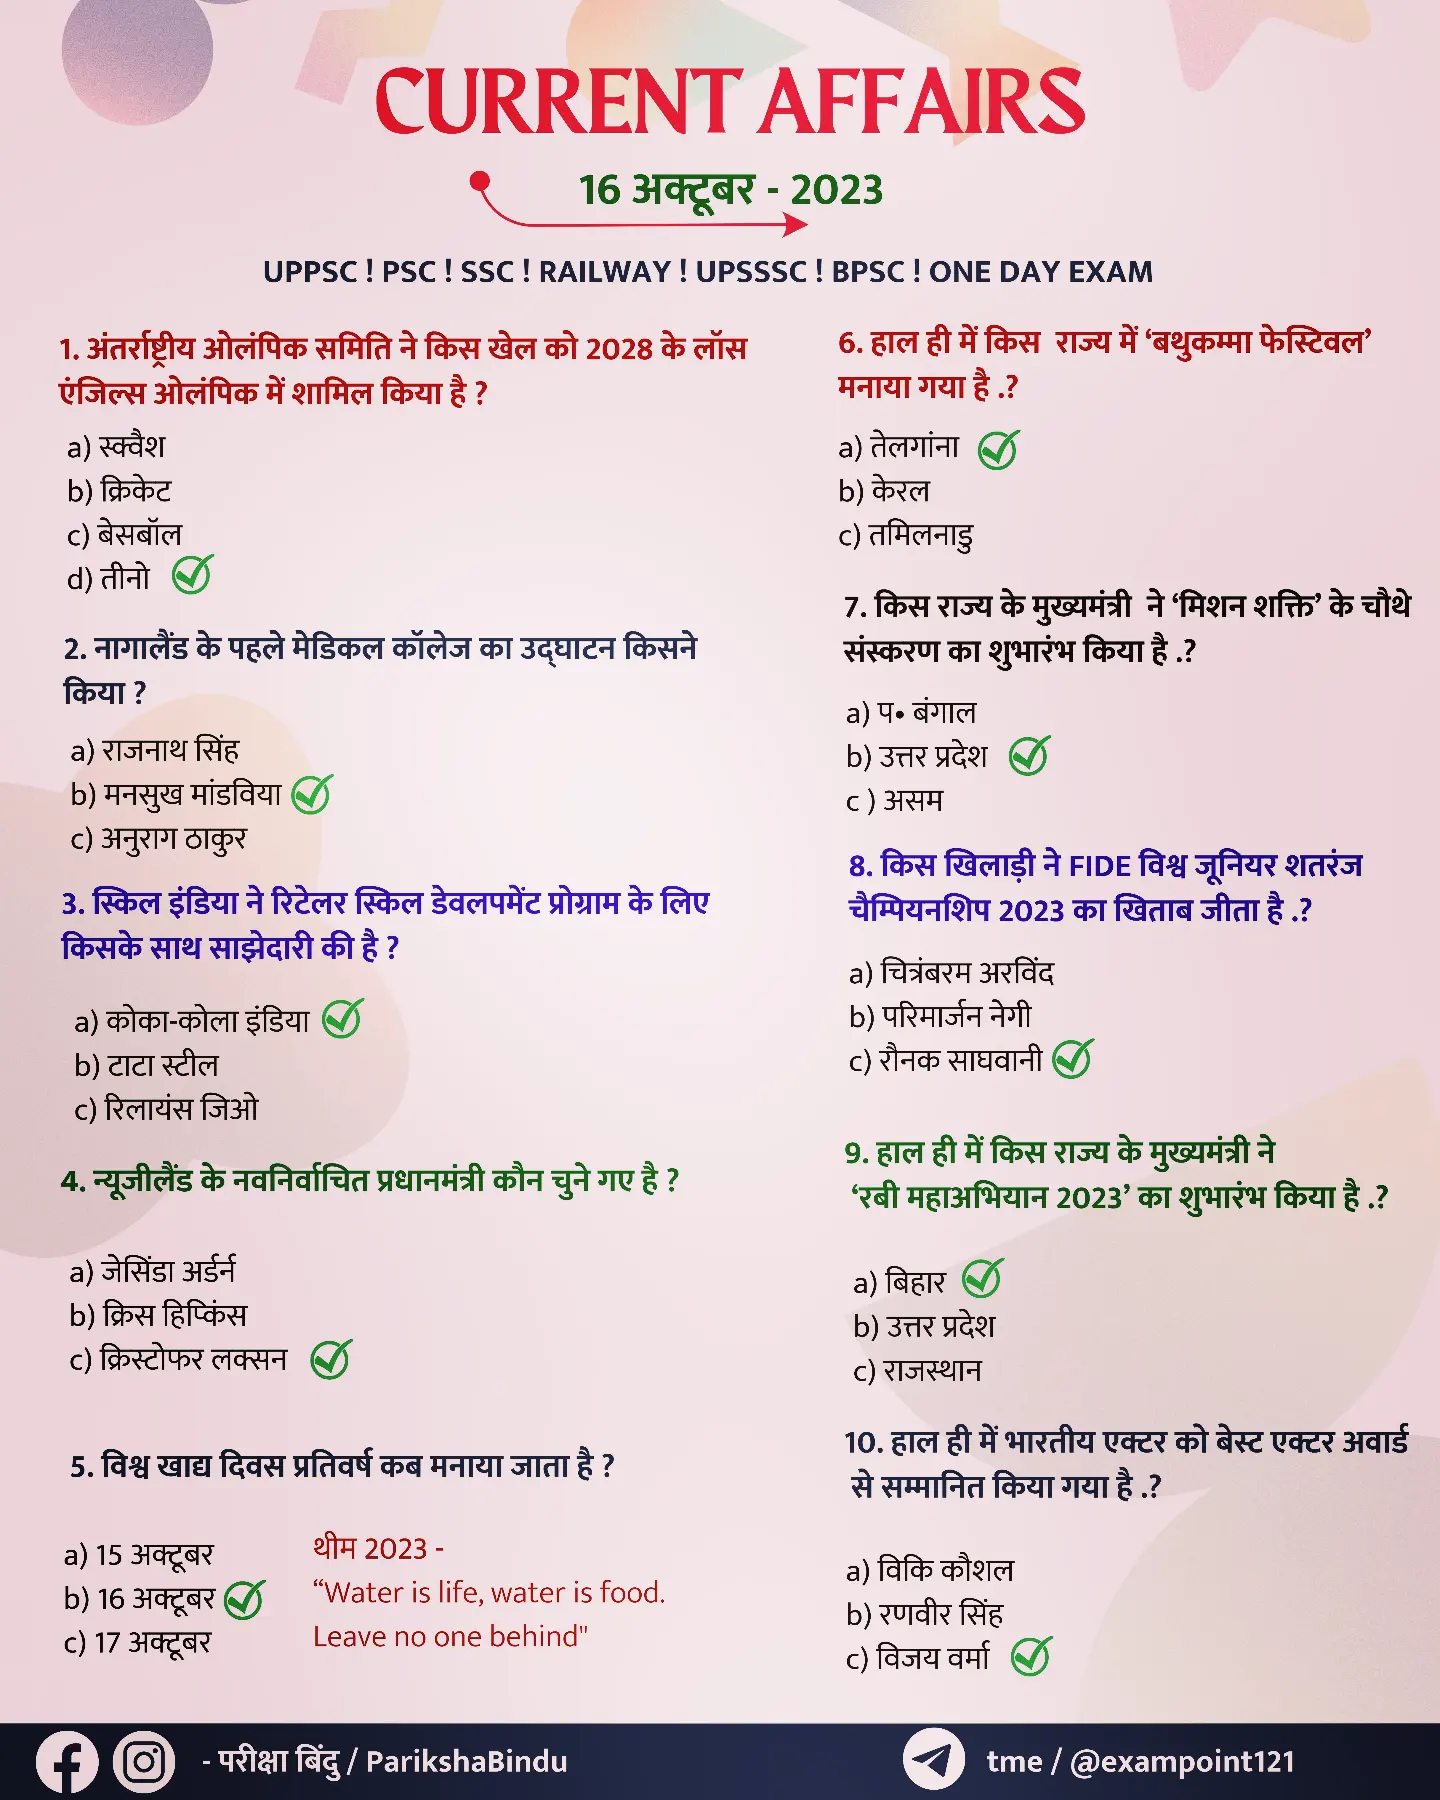 CURRENT AFFAIRS
16 अक्टूबर - 2023
UPPSC ! PSC ! SSC ! RAILWAY ! UPSSSC ! BPSC ! ONE DAY EXAM
1. अंतर्राष्ट्रीय ओलंपिक समिति ने किस खेल को 2028 के लॉस
एंजिल्स ओलंपिक में शामिल किया है ?
a) स्क्वैश
b) क्रिकेट
c) बेसबॉल
d) तीनो
2. नागालैंड के पहले मेडिकल कॉलेज का उद्घाटन किसने
किया ?
a) राजनाथ सिंह
b) मनसुख मांडविया
c) अनुराग ठाकुर
3. स्किल इंडिया ने रिटेलर स्किल डेवलपमेंट प्रोग्राम के लिए
किसके साथ साझेदारी की है ?
a) कोका-कोला इंडिया
b) टाटा स्टील
c) रिलायंस जिओ
4. न्यूजीलैंड के नवनिर्वाचित प्रधानमंत्री कौन चुने गए है ?
a) जेसिंडा अर्डर्न
b) क्रिस हिप्किंस
c) क्रिस्टोफर लक्सन
5. विश्व खाद्य दिवस प्रतिवर्ष कब मनाया जाता है ?
a) 15 अक्टूबर
b) 16 अक्टूबर
c) 17 अक्टूबर
थीम 2023 -
“Water is life, water is food.
Leave no one behind"
6. हाल ही में किस राज्य में ‘बथुकम्मा फेस्टिवल’
मनाया गया है .?
a) तेलगांना
b) केरल
c) तमिलनाडु
7. किस राज्य के मुख्यमंत्री ने ‘मिशन शक्ति’ के चौथे
संस्करण का शुभारंभ किया है .?
a) प• बंगाल
b) उत्तर प्रदेश
c ) असम
8. किस खिलाड़ी ने FIDE विश्व जूनियर शतरंज
चैम्पियनशिप 2023 का खिताब जीता है .?
a) चित्रंबरम अरविंद
b) परिमार्जन नेगी
c) रौनक साघवानी
9. हाल ही में किस राज्य के मुख्यमंत्री ने
‘रबी महाअभियान 2023’ का शुभारंभ किया है .?
a) बिहार
b) उत्तर प्रदेश
c) राजस्थान
10. हाल ही में भारतीय एक्टर को बेस्ट एक्टर अवार्ड
से सम्मानित किया गया है .?
a) विकि कौशल
b) रणवीर सिंह
c) विजय वर्मा
- परीक्षा बिंदु / ParikshaBindu
tme / @exampoint121